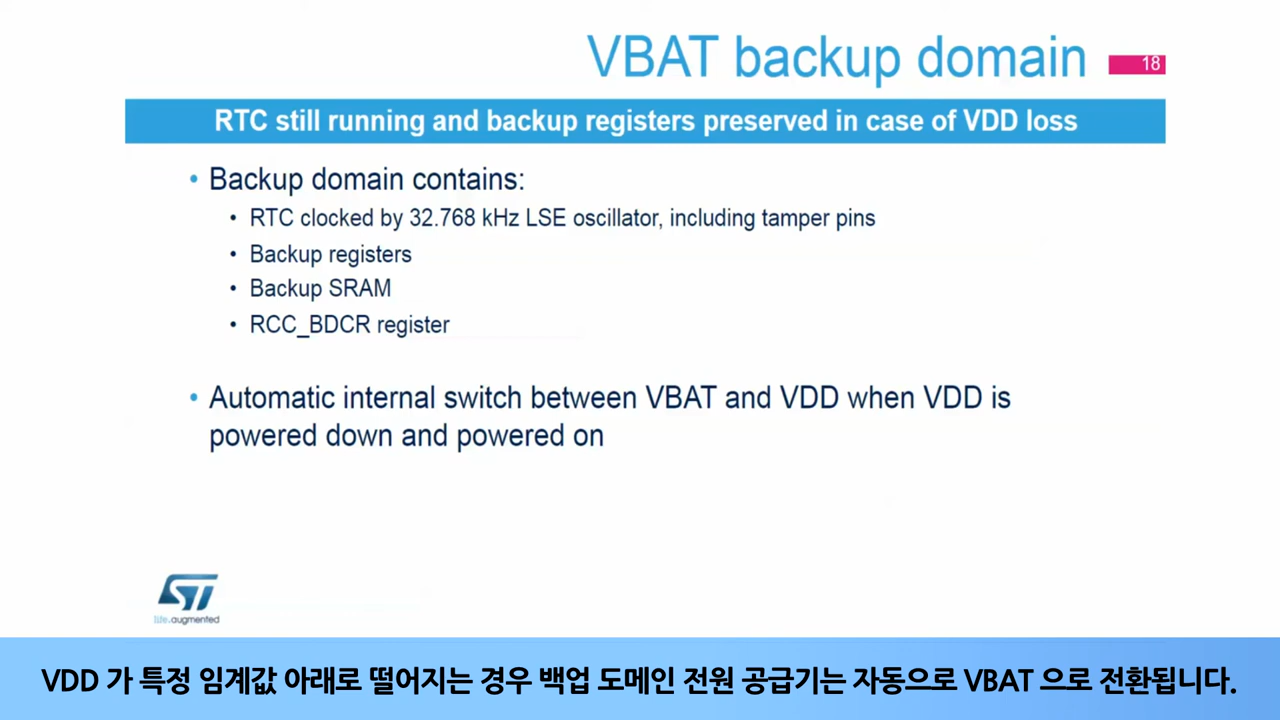 VBAT backup domain
18
RTC still running and backup registers preserved in case of VDD loss
• Backup domain contains:
• RTC clocked by 32.768 kHz LSE oscillator, including tamper pins
• Backup registers
• Backup SRAM
• RCC_BDCR register
• Automatic internal switch between VBAT and VDD when VDD is
powered down and powered on
ST
life.augmented
VDD 가 특정 임계값 아래로 떨어지는 경우 백업 도메인 전원 공급기는 자동으로 VBAT 으로 전환됩니다.